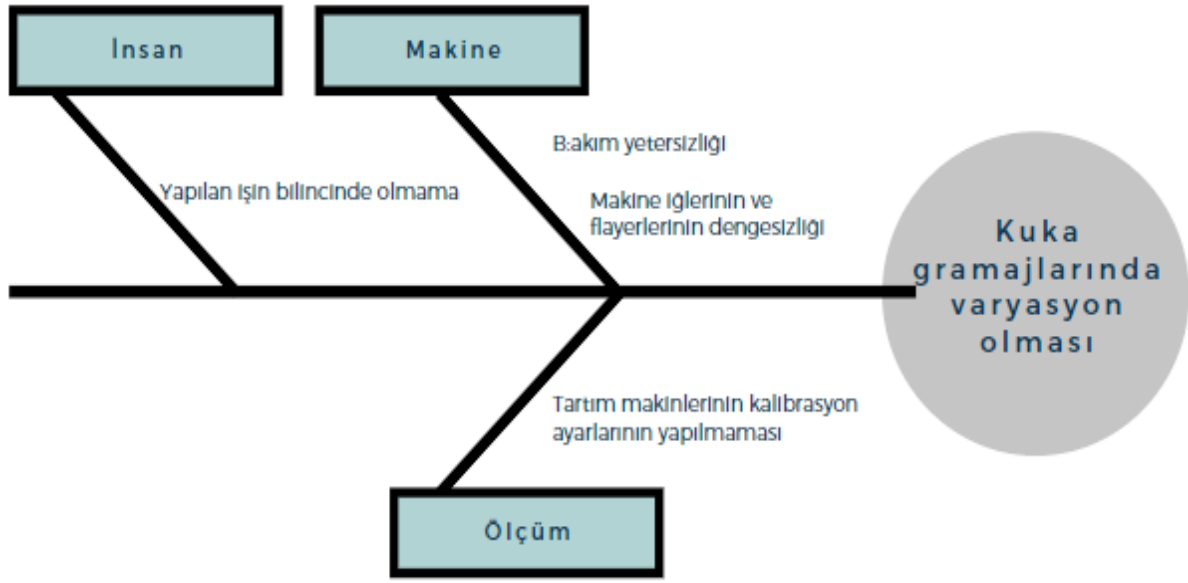 İnsan
Makine
B:akım yetersizliği
Yapılan işin bilincinde olmama
Makine iğlerinin ve
flayerlerinin dengesizliği
Kuka
gramajlarında
varyasyon
olması
Tartım makinlerinin kalibrasyon
ayarlarının yapılmaması
Ölçüm